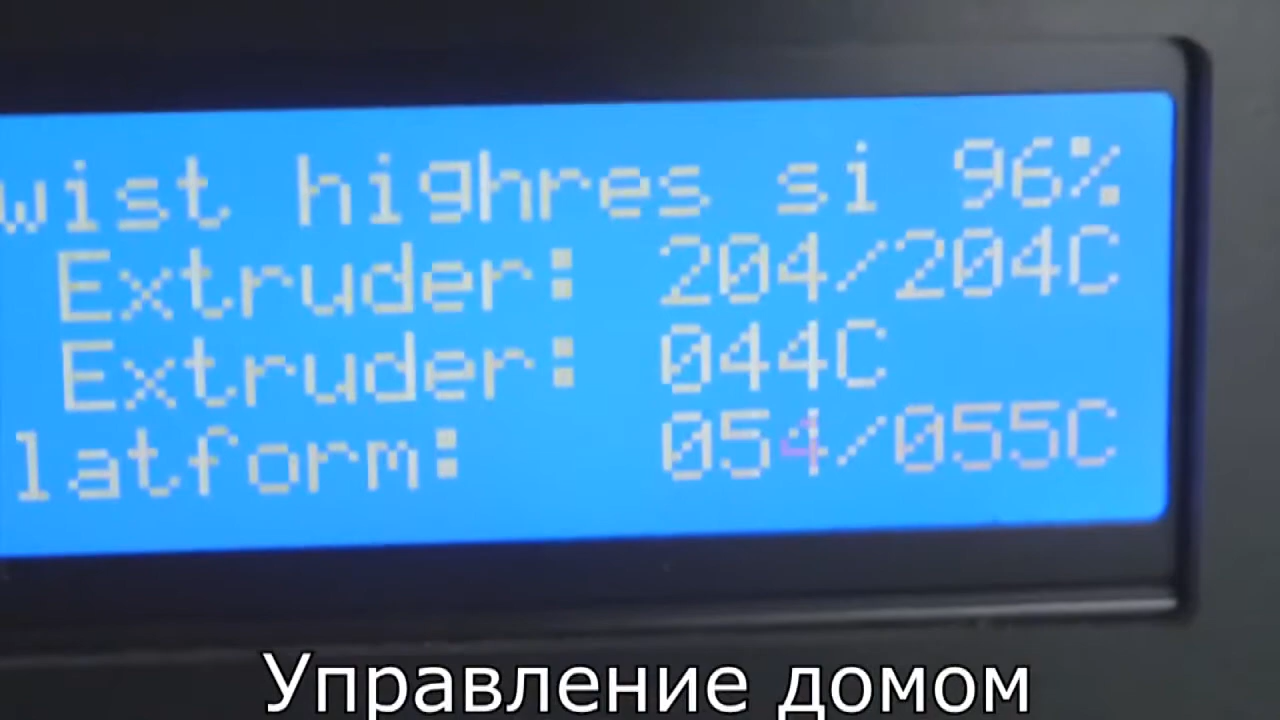 wist highres si 96%
Extruder: 204/204C
Extruder: 044C
latform: 054/055C
Управление домом